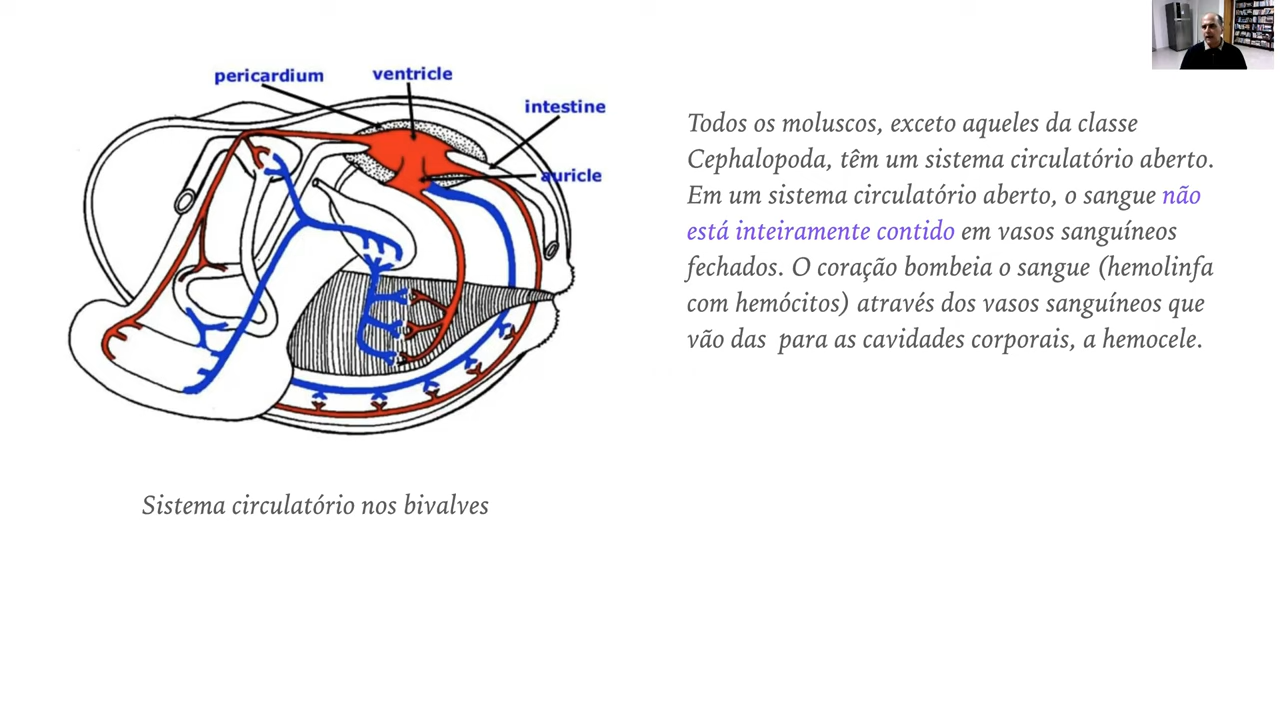 pericardium
ventricle
intestine
auricle
Todos os moluscos, exceto aqueles da classe
Cephalopoda, têm um sistema circulatório aberto.
Em um sistema circulatório aberto, o sangue não
está inteiramente contido em vasos sanguíneos
fechados. O coração bombeia o sangue (hemolinfa
com hemócitos) através dos vasos sanguíneos que
vão das para as cavidades corporais, a hemocele.
Sistema circulatório nos bivalves